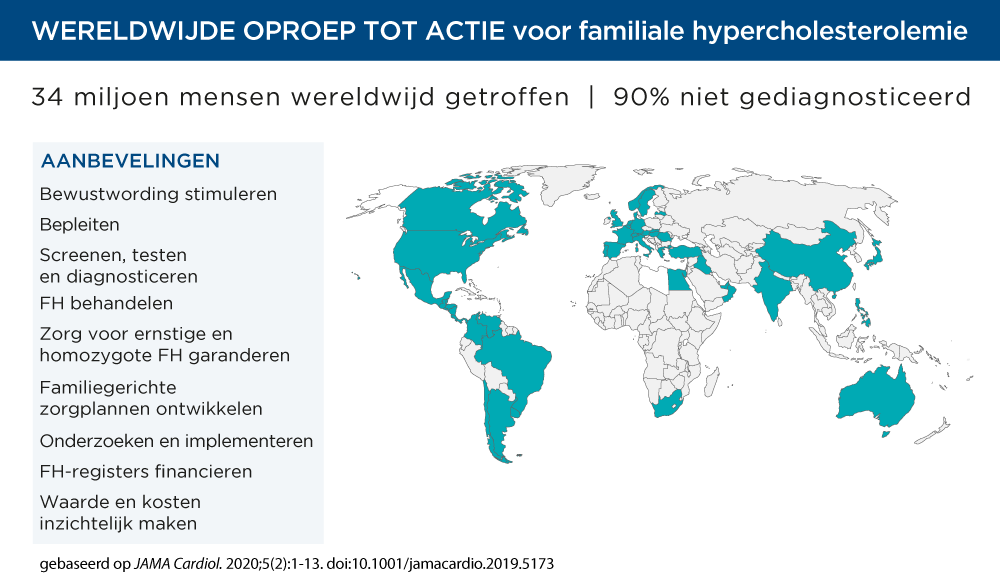 WERELDWIJDE OPROEP TOT ACTIE voor familiale hypercholesterolemie
34 miljoen mensen wereldwijd getroffen | 90% niet gediagnosticeerd
AANBEVELINGEN
Bewustwording stimuleren
Bepleiten
Screenen, testen
en diagnosticeren
FH behandelen
Zorg voor ernstige en
homozygote FH garanderen
Familiegerichte
zorgplannen ontwikkelen
Onderzoeken en implementeren
FH-registers financieren
Waarde en kosten
inzichtelijk maken
gebaseerd op JAMA Cardiol. 2020;5(2):1-13. doi:10.1001/jamacardio.2019.5173